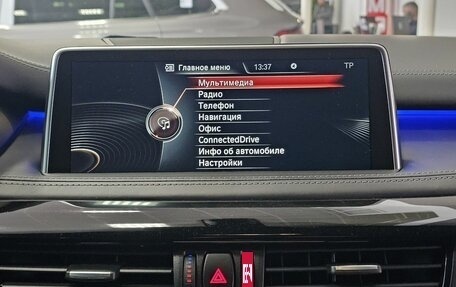 Главное меню 13:37 TP
Мультимедиа
Радио
Телефон
Навигация
Офис
ConnectedDrive
Инфо об автомобиле
Настройки